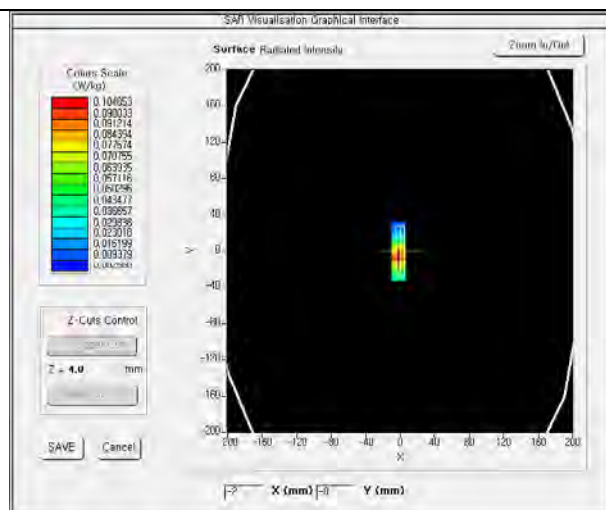 SAR Visualisation Graphical Interface
Surface Radiated Intensity
Zoom In/Out
Colors Scale
(W/kg)
0.104853
0.098033
0.091214
0.084394
0.077574
0.070755
0.063935
0.057116
0.050296
0.043477
0.036657
0.029838
0.023018
0.016199
0.009379
200
160
120
80
40
0
-40
-80
-120
-160
-200
Y
-200 -160 -120 -80 -40 0 40 80 120 160 200
X
Z-Cuts Control
Z = 4.0 mm
SAVE Cancel
X (mm) Y (mm)